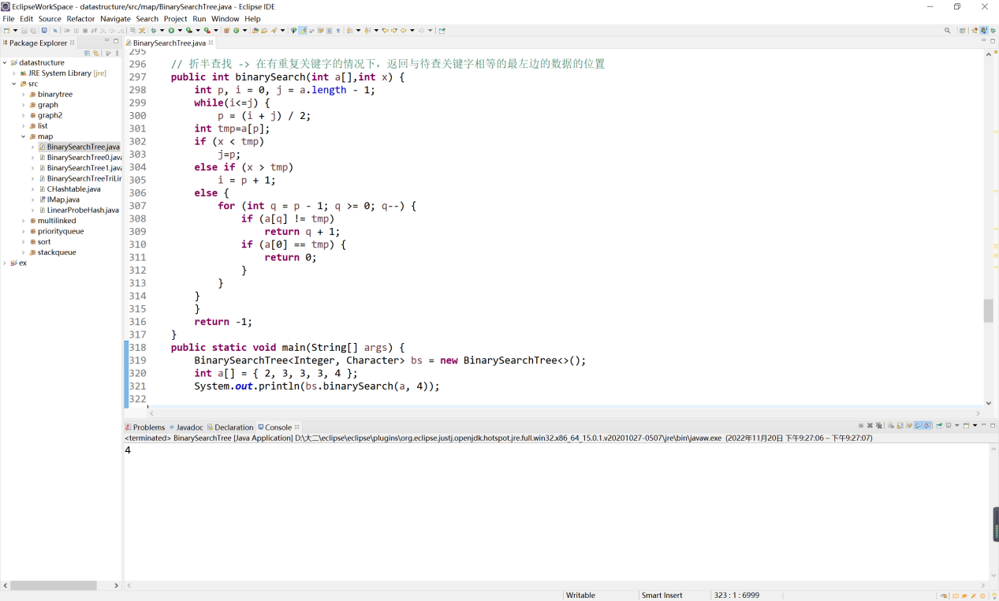 EclipseWorkSpace - datastructure/src/map/BinarySearchTree.java - Eclipse IDE
File Edit Source Refactor Navigate Search Project Run Window Help
Package Explorer
datastructure
JRE System Library [jre]
src
binarytree
graph
graph2
list
map
BinarySearchTree.java
BinarySearchTree0.java
BinarySearchTree1.java
BinarySearchTreeTriLin
CHashtable.java
IMap.java
LinearProbeHash.java
multilinked
priorityqueue
sort
stackqueue
ex
BinarySearchTree.java
295
296 // 折半查找 -> 在有重复关键字的情况下，返回与待查关键字相等的最左边的数据的位置
297 public int binarySearch(int a[],int x) {
298 int p, i = 0, j = a.length - 1;
299 while(i<=j) {
300 p = (i + j) / 2;
301 int tmp=a[p];
302 if (x < tmp)
303 j=p;
304 else if (x > tmp)
305 i = p + 1;
306 else {
307 for (int q = p - 1; q >= 0; q--) {
308 if (a[q] != tmp)
309 return q + 1;
310 if (a[0] == tmp) {
311 return 0;
312 }
313 }
314 }
315 }
316 return -1;
317 }
318 public static void main(String[] args) {
319 BinarySearchTree<Integer, Character> bs = new BinarySearchTree<>();
320 int a[] = { 2, 3, 3, 3, 4 };
321 System.out.println(bs.binarySearch(a, 4));
322
Problems Javadoc Declaration Console
<terminated> BinarySearchTree [Java Application] D:\大二\eclipse\eclipse\plugins\org.eclipse.justj.openjdk.hotspot.jre.full.win32.x86_64_15.0.1.v20201027-0507\jre\bin\javaw.exe (2022年11月20日 下午9:27:06 – 下午9:27:07)
4
Writable Smart Insert 323 : 1 : 6999